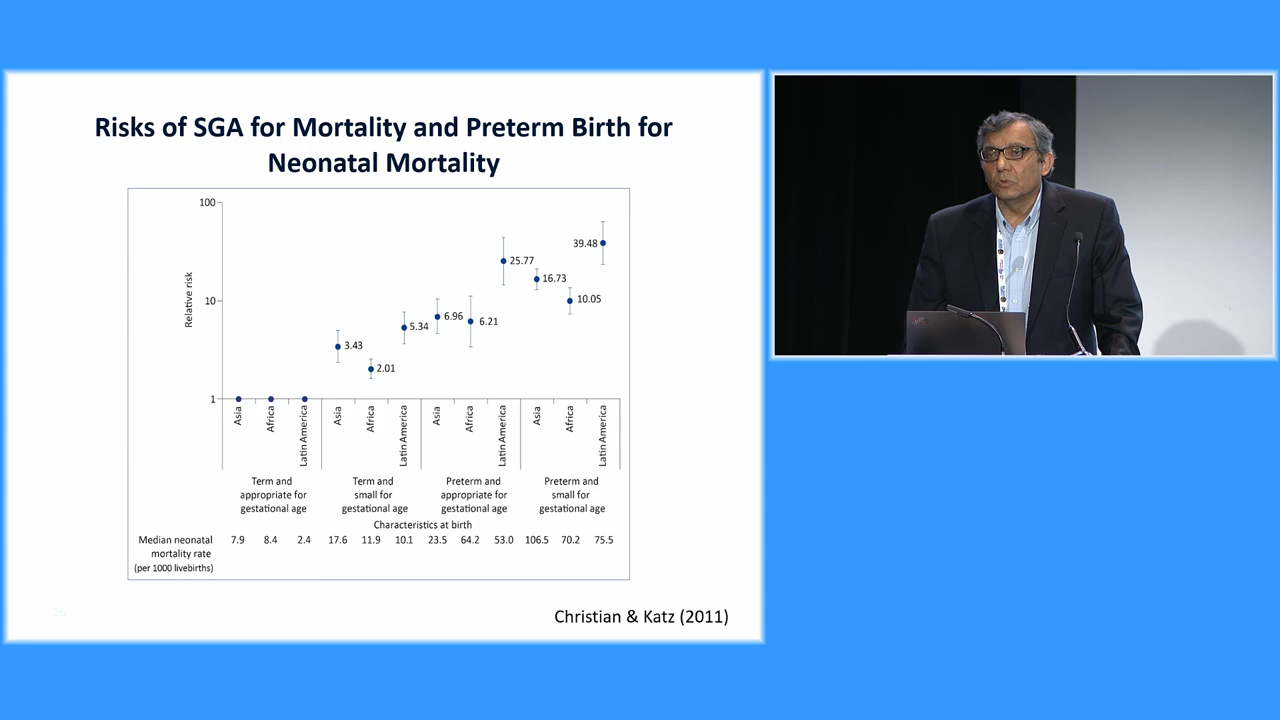 Risks of SGA for Mortality and Preterm Birth for
Neonatal Mortality
100
10
1
Relative risk
3.43
2.01
5.34
6.96
6.21
25.77
16.73
10.05
39.48
Asia
Africa
Latin America
Asia
Africa
Latin America
Asia
Africa
Latin America
Asia
Africa
Latin America
Term and
appropriate for
gestational age
Term and
small for
gestational age
Preterm and
appropriate for
gestational age
Preterm and
small for
gestational age
Characteristics at birth
Median neonatal
mortality rate
(per 1000 livebirths)
7.9 8.4 2.4 17.6 11.9 10.1 23.5 64.2 53.0 106.5 70.2 75.5
25
Christian & Katz (2011)